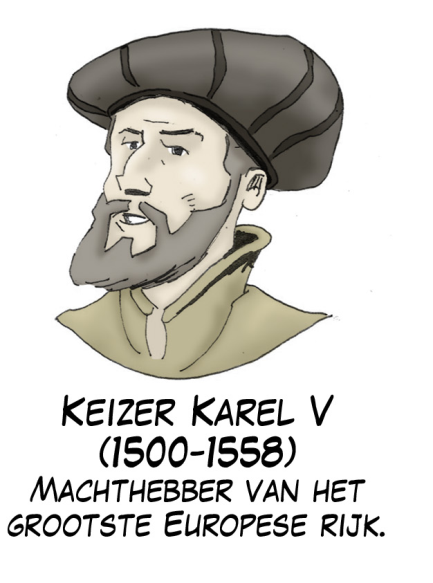 Keizer Karel V
(1500-1558)
Machthebber van het
grootste Europese rijk.